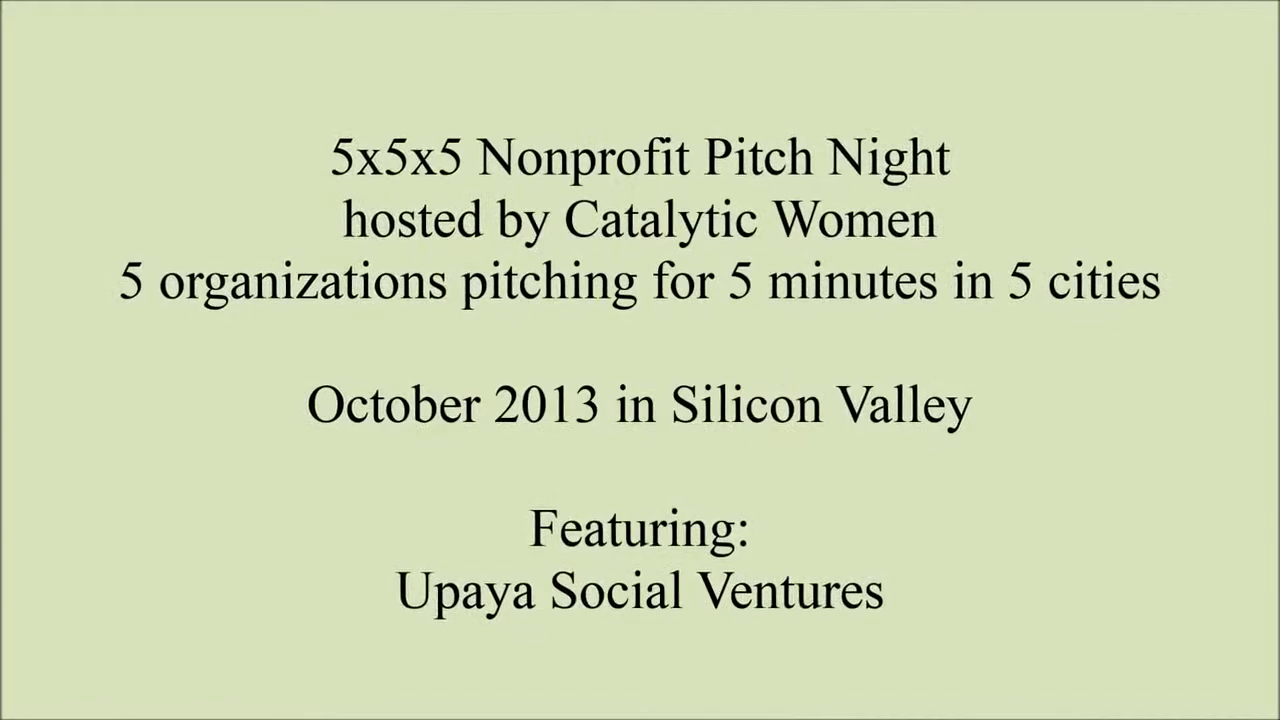 5x5x5 Nonprofit Pitch Night
hosted by Catalytic Women
5 organizations pitching for 5 minutes in 5 cities
October 2013 in Silicon Valley
Featuring:
Upaya Social Ventures